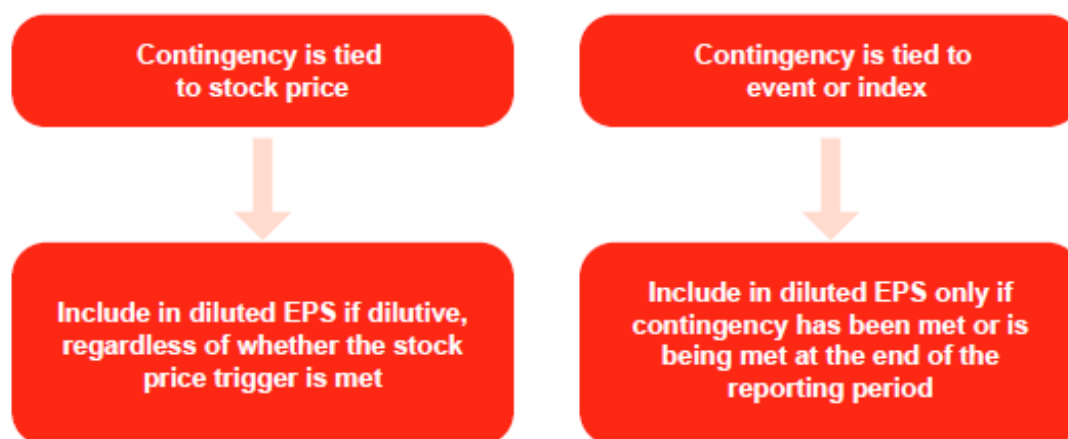 Contingency is tied
to stock price
Contingency is tied to
event or index
Include in diluted EPS if dilutive,
regardless of whether the stock
price trigger is met
Include in diluted EPS only if
contingency has been met or is
being met at the end of the
reporting period